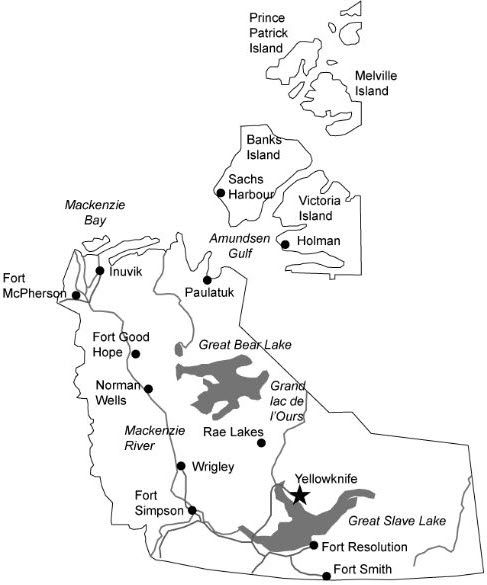 Prince
Patrick
Island
Melville
Island
Banks
Island
Sachs
Harbour
Victoria
Island
Mackenzie
Bay
Amundsen
Gulf
Holman
Fort
McPherson
Inuvik
Paulatuk
Fort Good
Hope
Great Bear Lake
Norman
Wells
Grand
lac de
l'Ours
Mackenzie
River
Rae Lakes
Wrigley
Yellowknife
Fort
Simpson
Great Slave Lake
Fort Resolution
Fort Smith